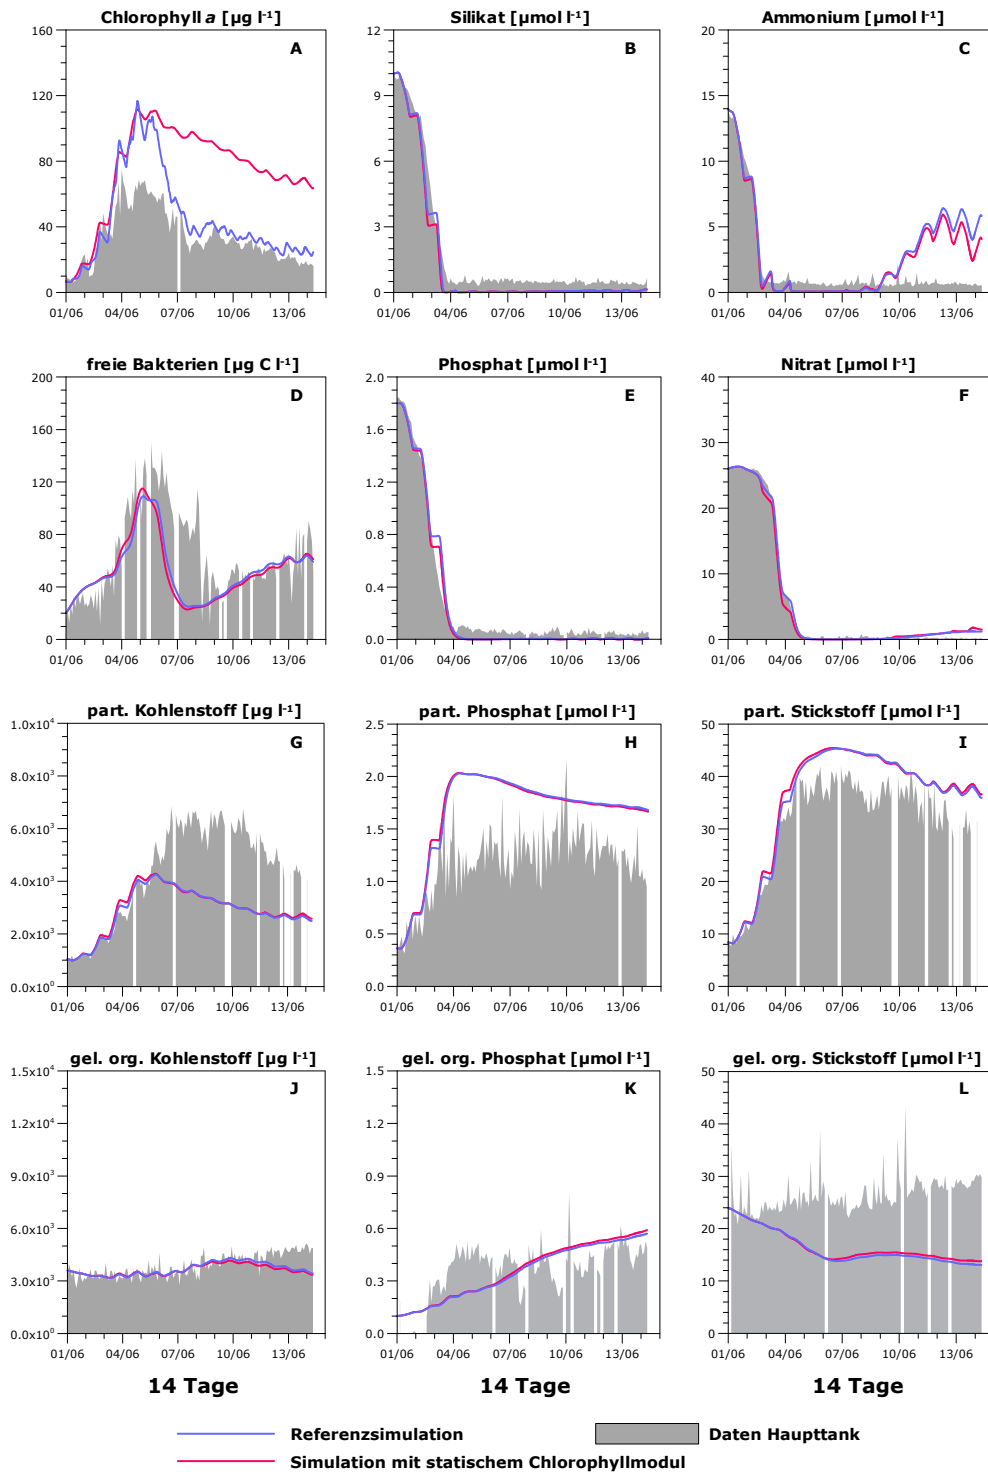 Chlorophyll a [µg l-1]
Silikat [µmol l-1]
Ammonium [µmol l-1]
160
120
80
40
0
A
01/06 04/06 07/06 10/06 13/06
12
9
6
3
0
B
01/06 04/06 07/06 10/06 13/06
20
15
10
5
0
C
01/06 04/06 07/06 10/06 13/06
freie Bakterien [µg C l-1]
Phosphat [µmol l-1]
Nitrat [µmol l-1]
200
160
120
80
40
0
D
01/06 04/06 07/06 10/06 13/06
2.0
1.6
1.2
0.8
0.4
0.0
E
01/06 04/06 07/06 10/06 13/06
40
30
20
10
0
F
01/06 04/06 07/06 10/06 13/06
part. Kohlenstoff [µg l-1]
part. Phosphat [µmol l-1]
part. Stickstoff [µmol l-1]
1.0x10⁴
8.0x10³
6.0x10³
4.0x10³
2.0x10³
0.0x10⁰
G
01/06 04/06 07/06 10/06 13/06
2.5
2.0
1.5
1.0
0.5
0.0
H
01/06 04/06 07/06 10/06 13/06
50
40
30
20
10
0
I
01/06 04/06 07/06 10/06 13/06
gel. org. Kohlenstoff [µg l-1]
gel. org. Phosphat [µmol l-1]
gel. org. Stickstoff [µmol l-1]
1.5x10⁴
1.2x10⁴
9.0x10³
6.0x10³
3.0x10³
0.0x10⁰
J
01/06 04/06 07/06 10/06 13/06
1.5
1.2
0.9
0.6
0.3
0.0
K
01/06 04/06 07/06 10/06 13/06
50
40
30
20
10
0
L
01/06 04/06 07/06 10/06 13/06
14 Tage
14 Tage
14 Tage
Referenzsimulation
Daten Haupttank
Simulation mit statischem Chlorophyllmodul